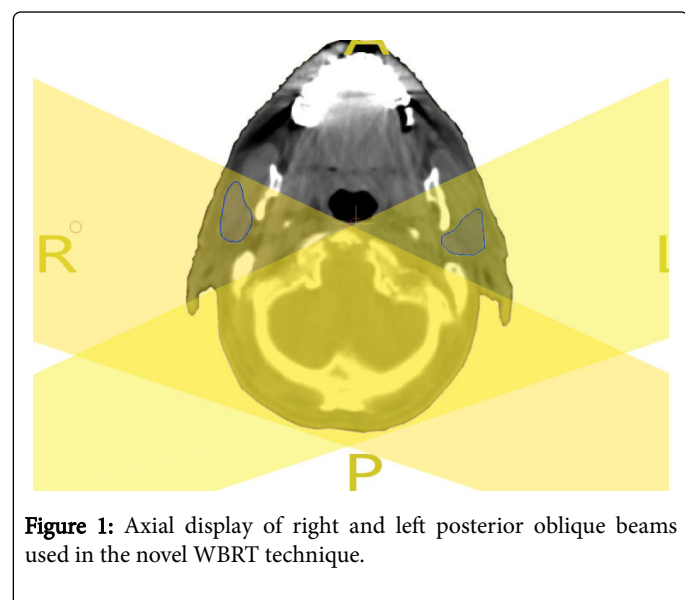 A
R
L
P
Figure 1: Axial display of right and left posterior oblique beams
used in the novel WBRT technique.